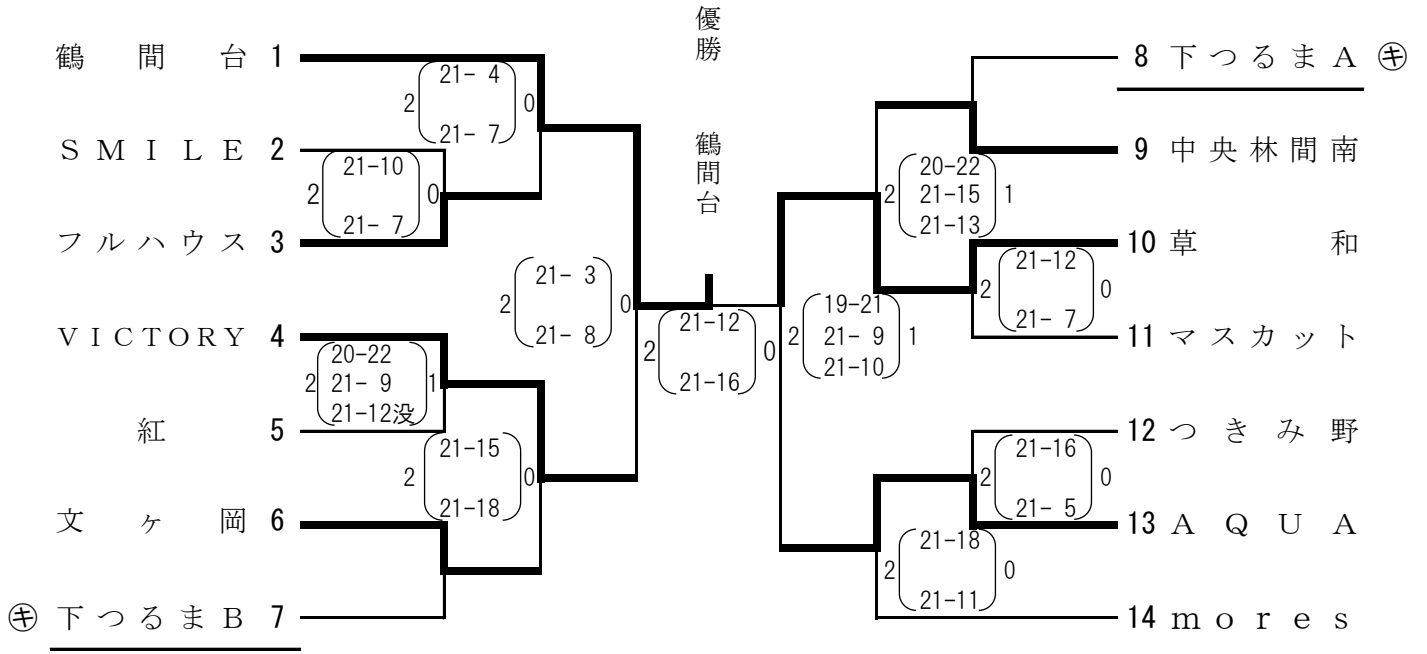 優勝
鶴間台
鶴間台 1
21- 4
2 0
21- 7
SMILE 2
21-10
2 0
21- 7
フルハウス 3
21- 3
2 0
21- 8
VICTORY 4
20-22
2 21- 9 1
21-12没
紅 5
21-15
2 0
21-18
文ヶ岡 6
㋖ 下つるまB 7
21-12
2 0
21-16
8 下つるまA ㋖
9 中央林間南
20-22
2 21-15 1
21-13
10 草和
21-12
2 0
21- 7
11 マスカット
19-21
2 21- 9 1
21-10
12 つきみ野
21-16
2 0
21- 5
13 AQUA
21-18
2 0
21-11
14 mores